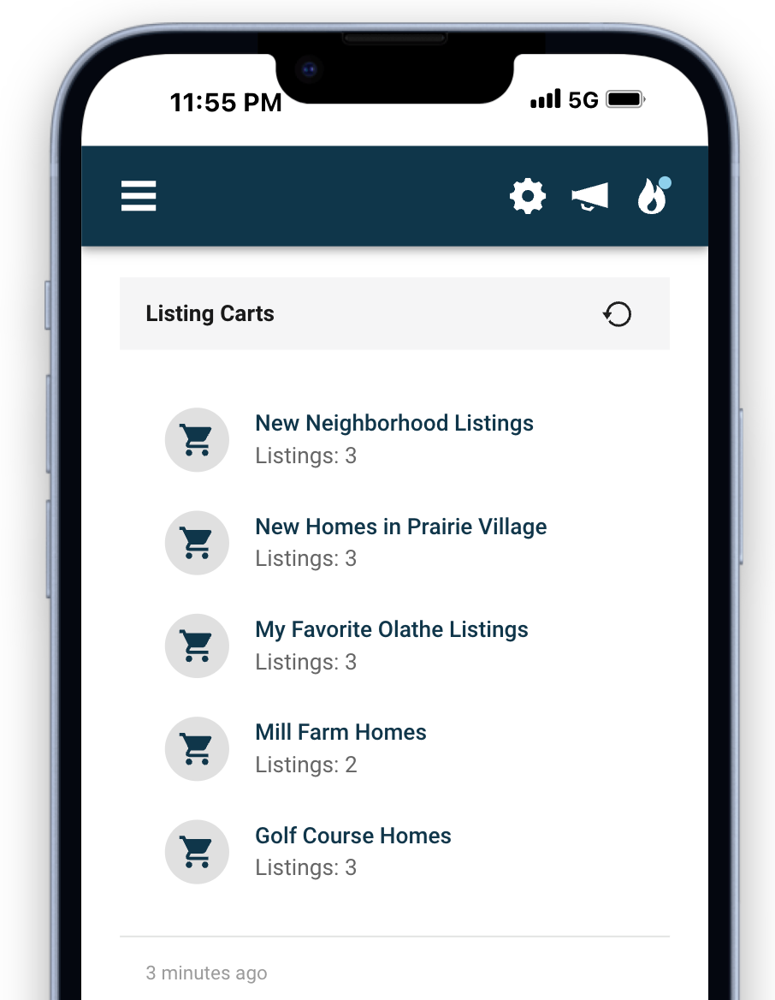 11:55 PM 5G
Listing Carts
New Neighborhood Listings
Listings: 3
New Homes in Prairie Village
Listings: 3
My Favorite Olathe Listings
Listings: 3
Mill Farm Homes
Listings: 2
Golf Course Homes
Listings: 3
3 minutes ago